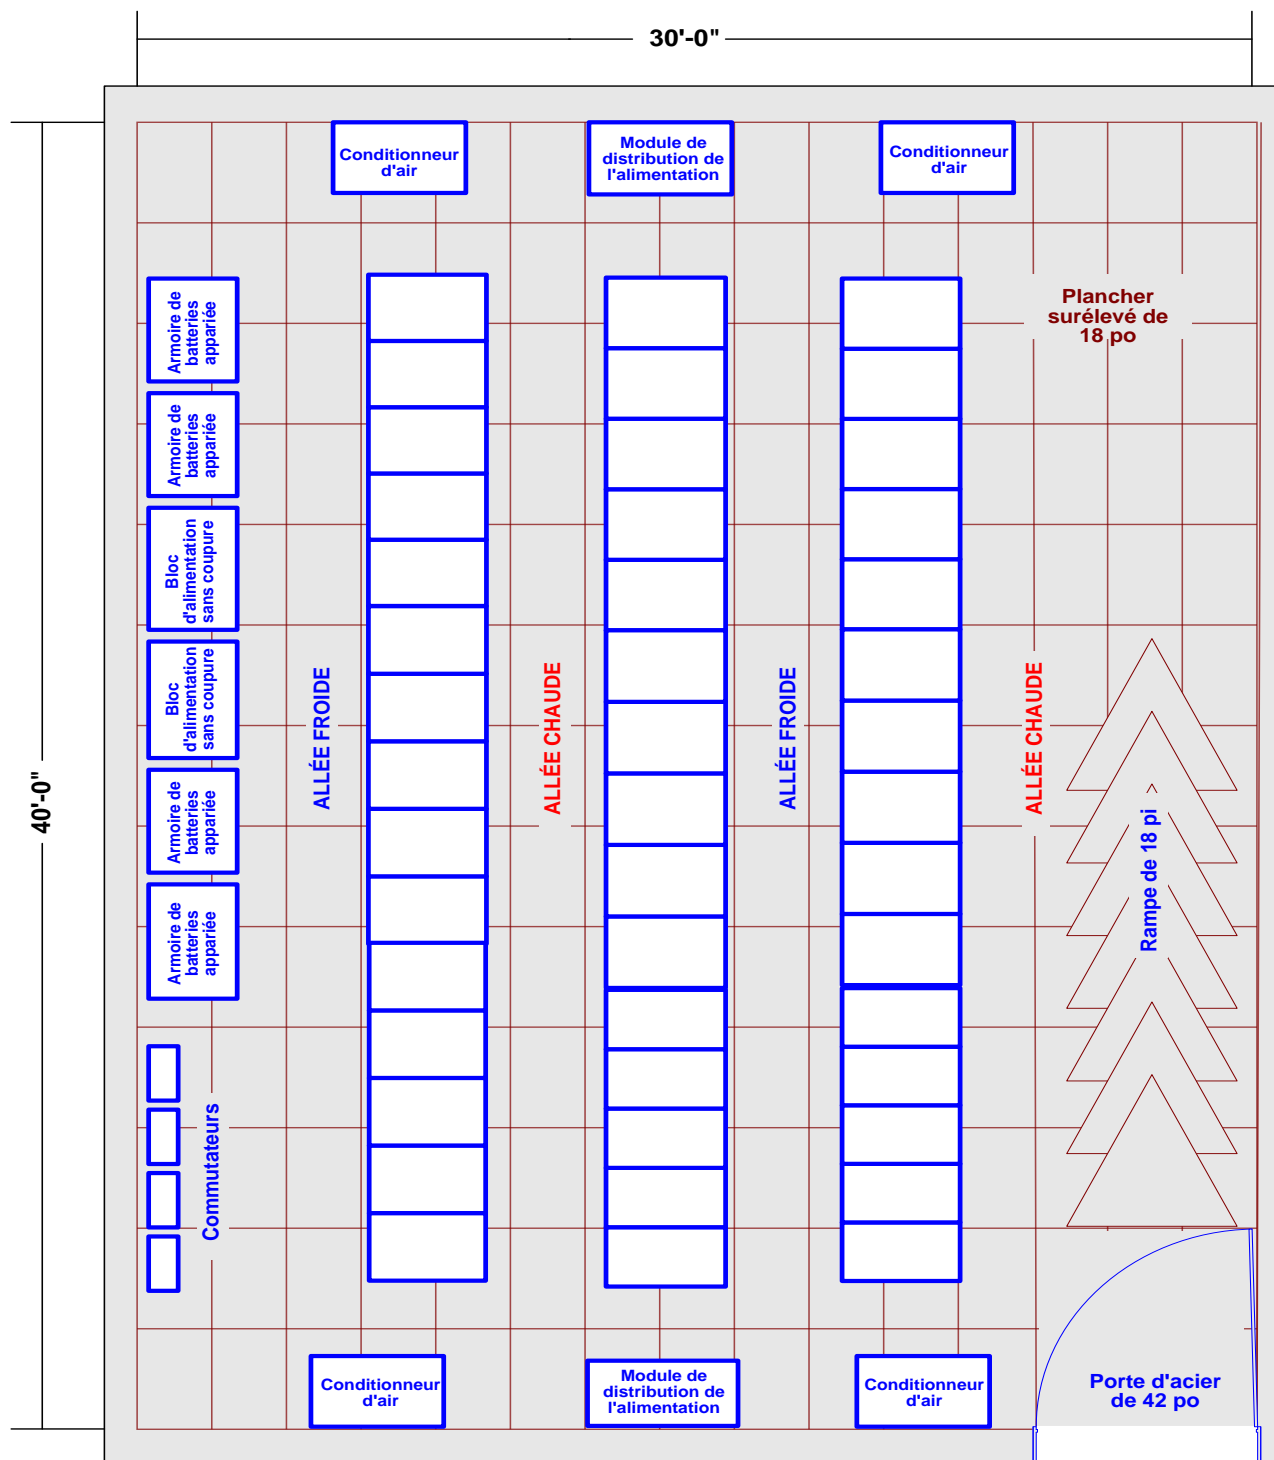 30'-0"
Conditionneur
d'air
Module de
distribution de
l'alimentation
Conditionneur
d'air
Plancher
surélevé de
18 po
Armoire de
batteries
appariée
Armoire de
batteries
appariée
Bloc
d'alimentation
sans coupure
Bloc
d'alimentation
sans coupure
Armoire de
batteries
appariée
Armoire de
batteries
appariée
40'-0"
ALLÉE FROIDE
ALLÉE CHAUDE
ALLÉE FROIDE
ALLÉE CHAUDE
Rampe de 18 pi
Commutateurs
Conditionneur
d'air
Module de
distribution de
l'alimentation
Conditionneur
d'air
Porte d'acier
de 42 po